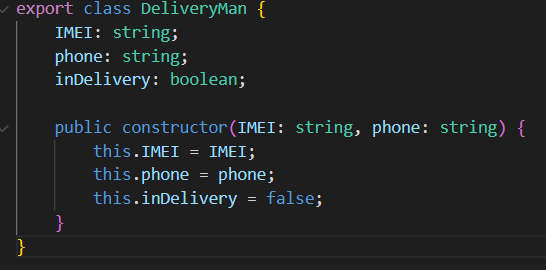 export class DeliveryMan {
IMEI: string;
phone: string;
inDelivery: boolean;
public constructor(IMEI: string, phone: string) {
this.IMEI = IMEI;
this.phone = phone;
this.inDelivery = false;
}
}